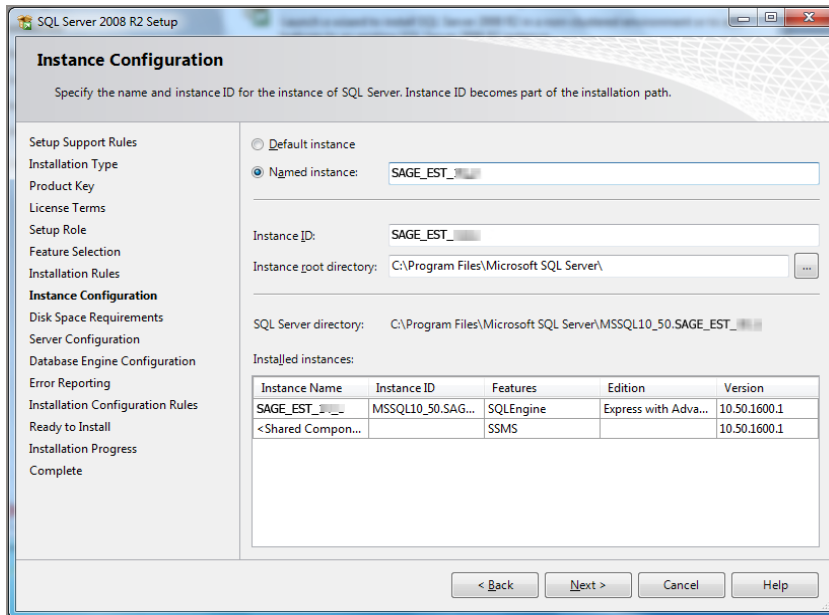 SQL Server 2008 R2 Setup
Instance Configuration
Specify the name and instance ID for the instance of SQL Server. Instance ID becomes part of the installation path.
Setup Support Rules
Installation Type
Product Key
License Terms
Setup Role
Feature Selection
Installation Rules
Instance Configuration
Disk Space Requirements
Server Configuration
Database Engine Configuration
Error Reporting
Installation Configuration Rules
Ready to Install
Installation Progress
Complete
Default instance
Named instance: SAGE_EST_
Instance ID: SAGE_EST_
Instance root directory: C:\Program Files\Microsoft SQL Server\ ...
SQL Server directory: C:\Program Files\Microsoft SQL Server\MSSQL10_50.SAGE_EST_
Installed instances:
Instance Name Instance ID Features Edition Version
SAGE_EST_ MSSQL10_50.SAG... SQLEngine Express with Adva... 10.50.1600.1
<Shared Compon... SSMS 10.50.1600.1
< Back Next > Cancel Help